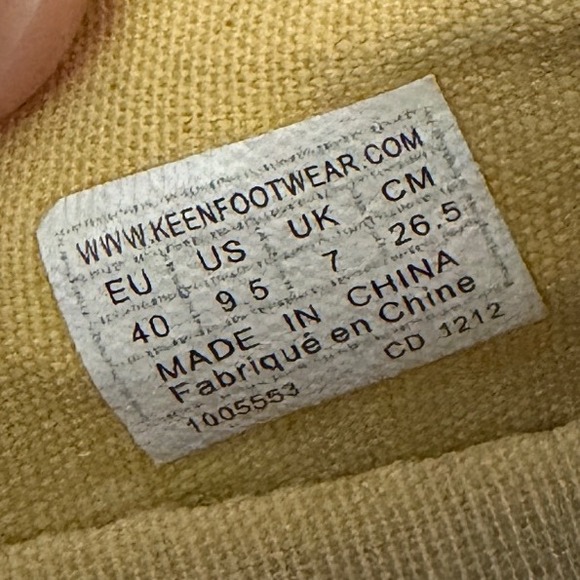 WWW.KEENFOOTWEAR.COM
EU US UK CM
40 9.5 7 26.5
MADE IN CHINA
Fabriqué en Chine
1005553 CD 1212